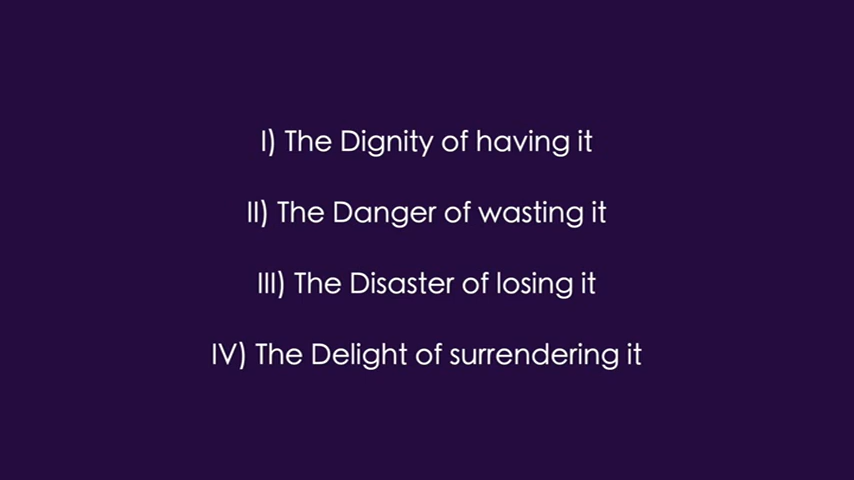 I) The Dignity of having it
II) The Danger of wasting it
III) The Disaster of losing it
IV) The Delight of surrendering it